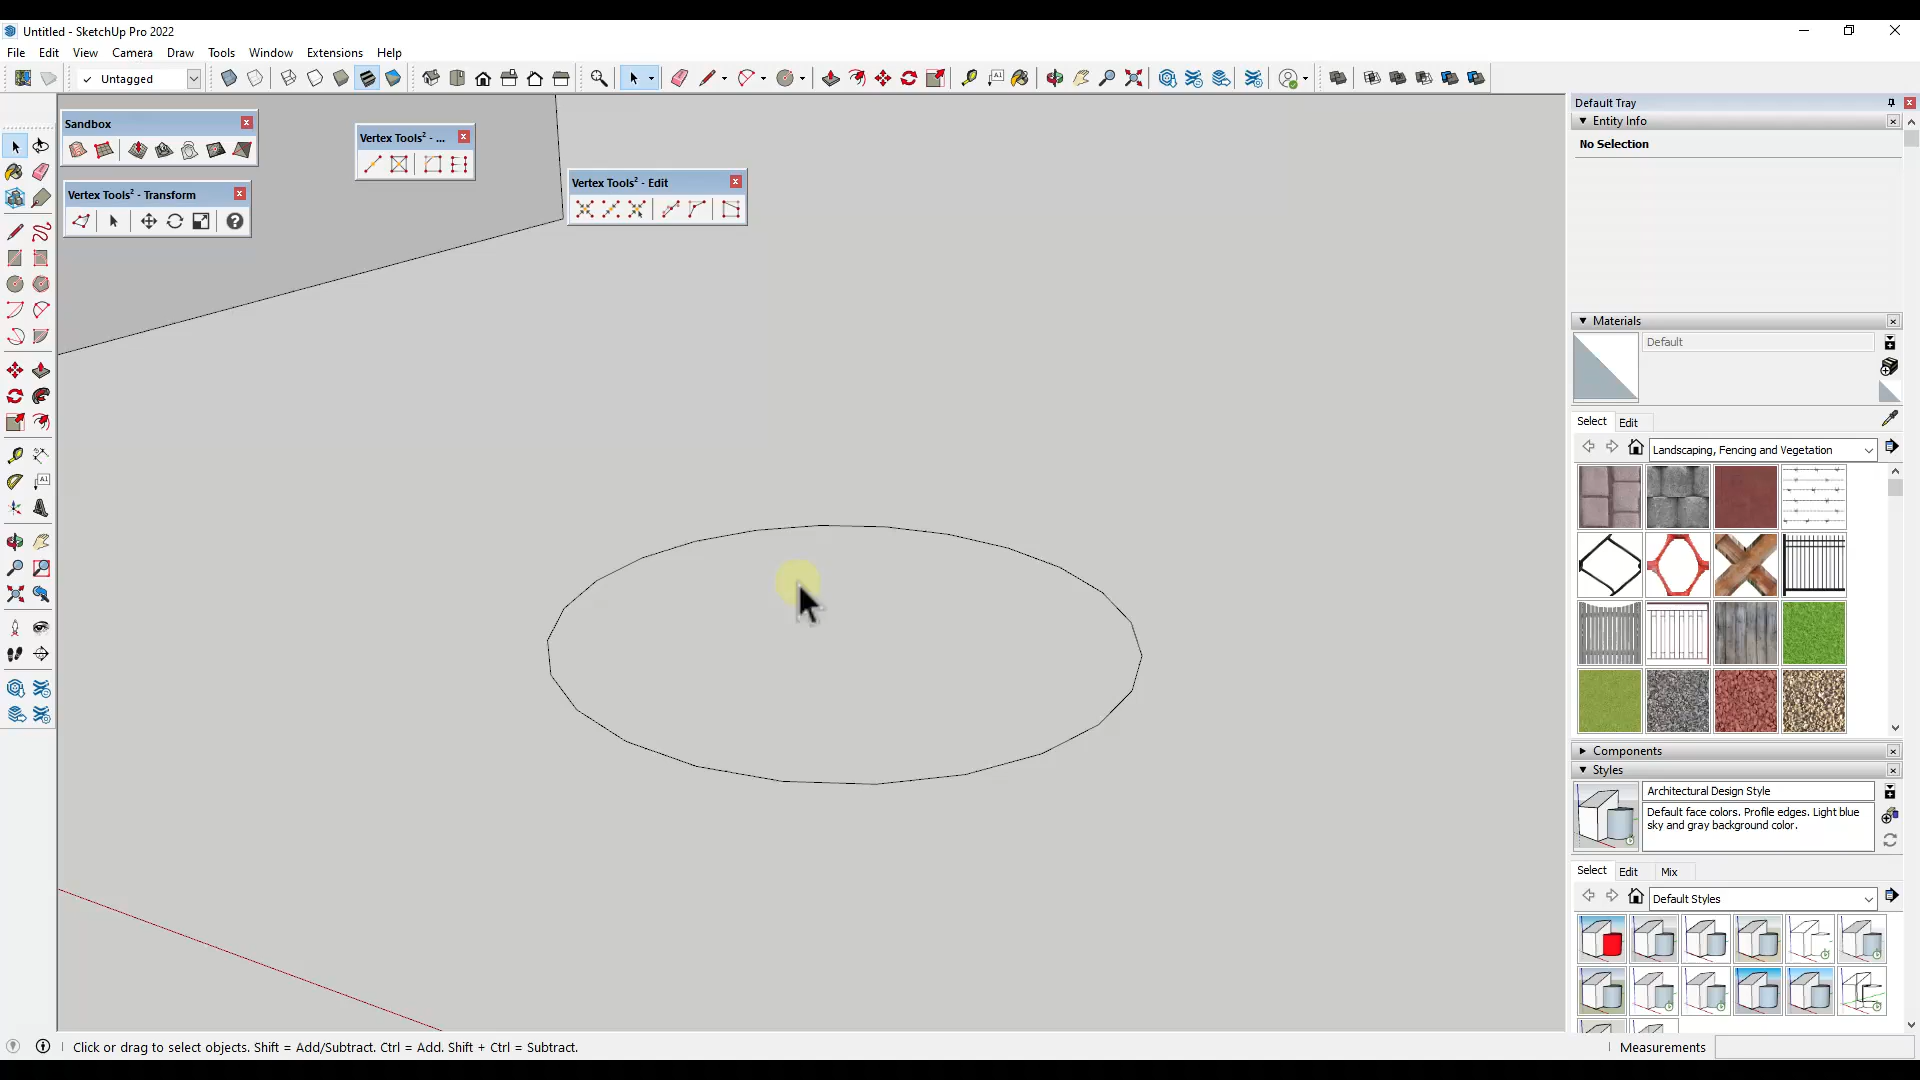 Untitled - SketchUp Pro 2022
File Edit View Camera Draw Tools Window Extensions Help
Untagged
Default Tray
Entity Info
No Selection
Sandbox
Vertex Tools² - ...
Vertex Tools² - Edit
Vertex Tools² - Transform
Materials
Default
Select Edit
Landscaping, Fencing and Vegetation
Components
Styles
Architectural Design Style
Default face colors. Profile edges. Light blue
sky and gray background color.
Select Edit Mix
Default Styles
Click or drag to select objects. Shift = Add/Subtract. Ctrl = Add. Shift + Ctrl = Subtract.
Measurements